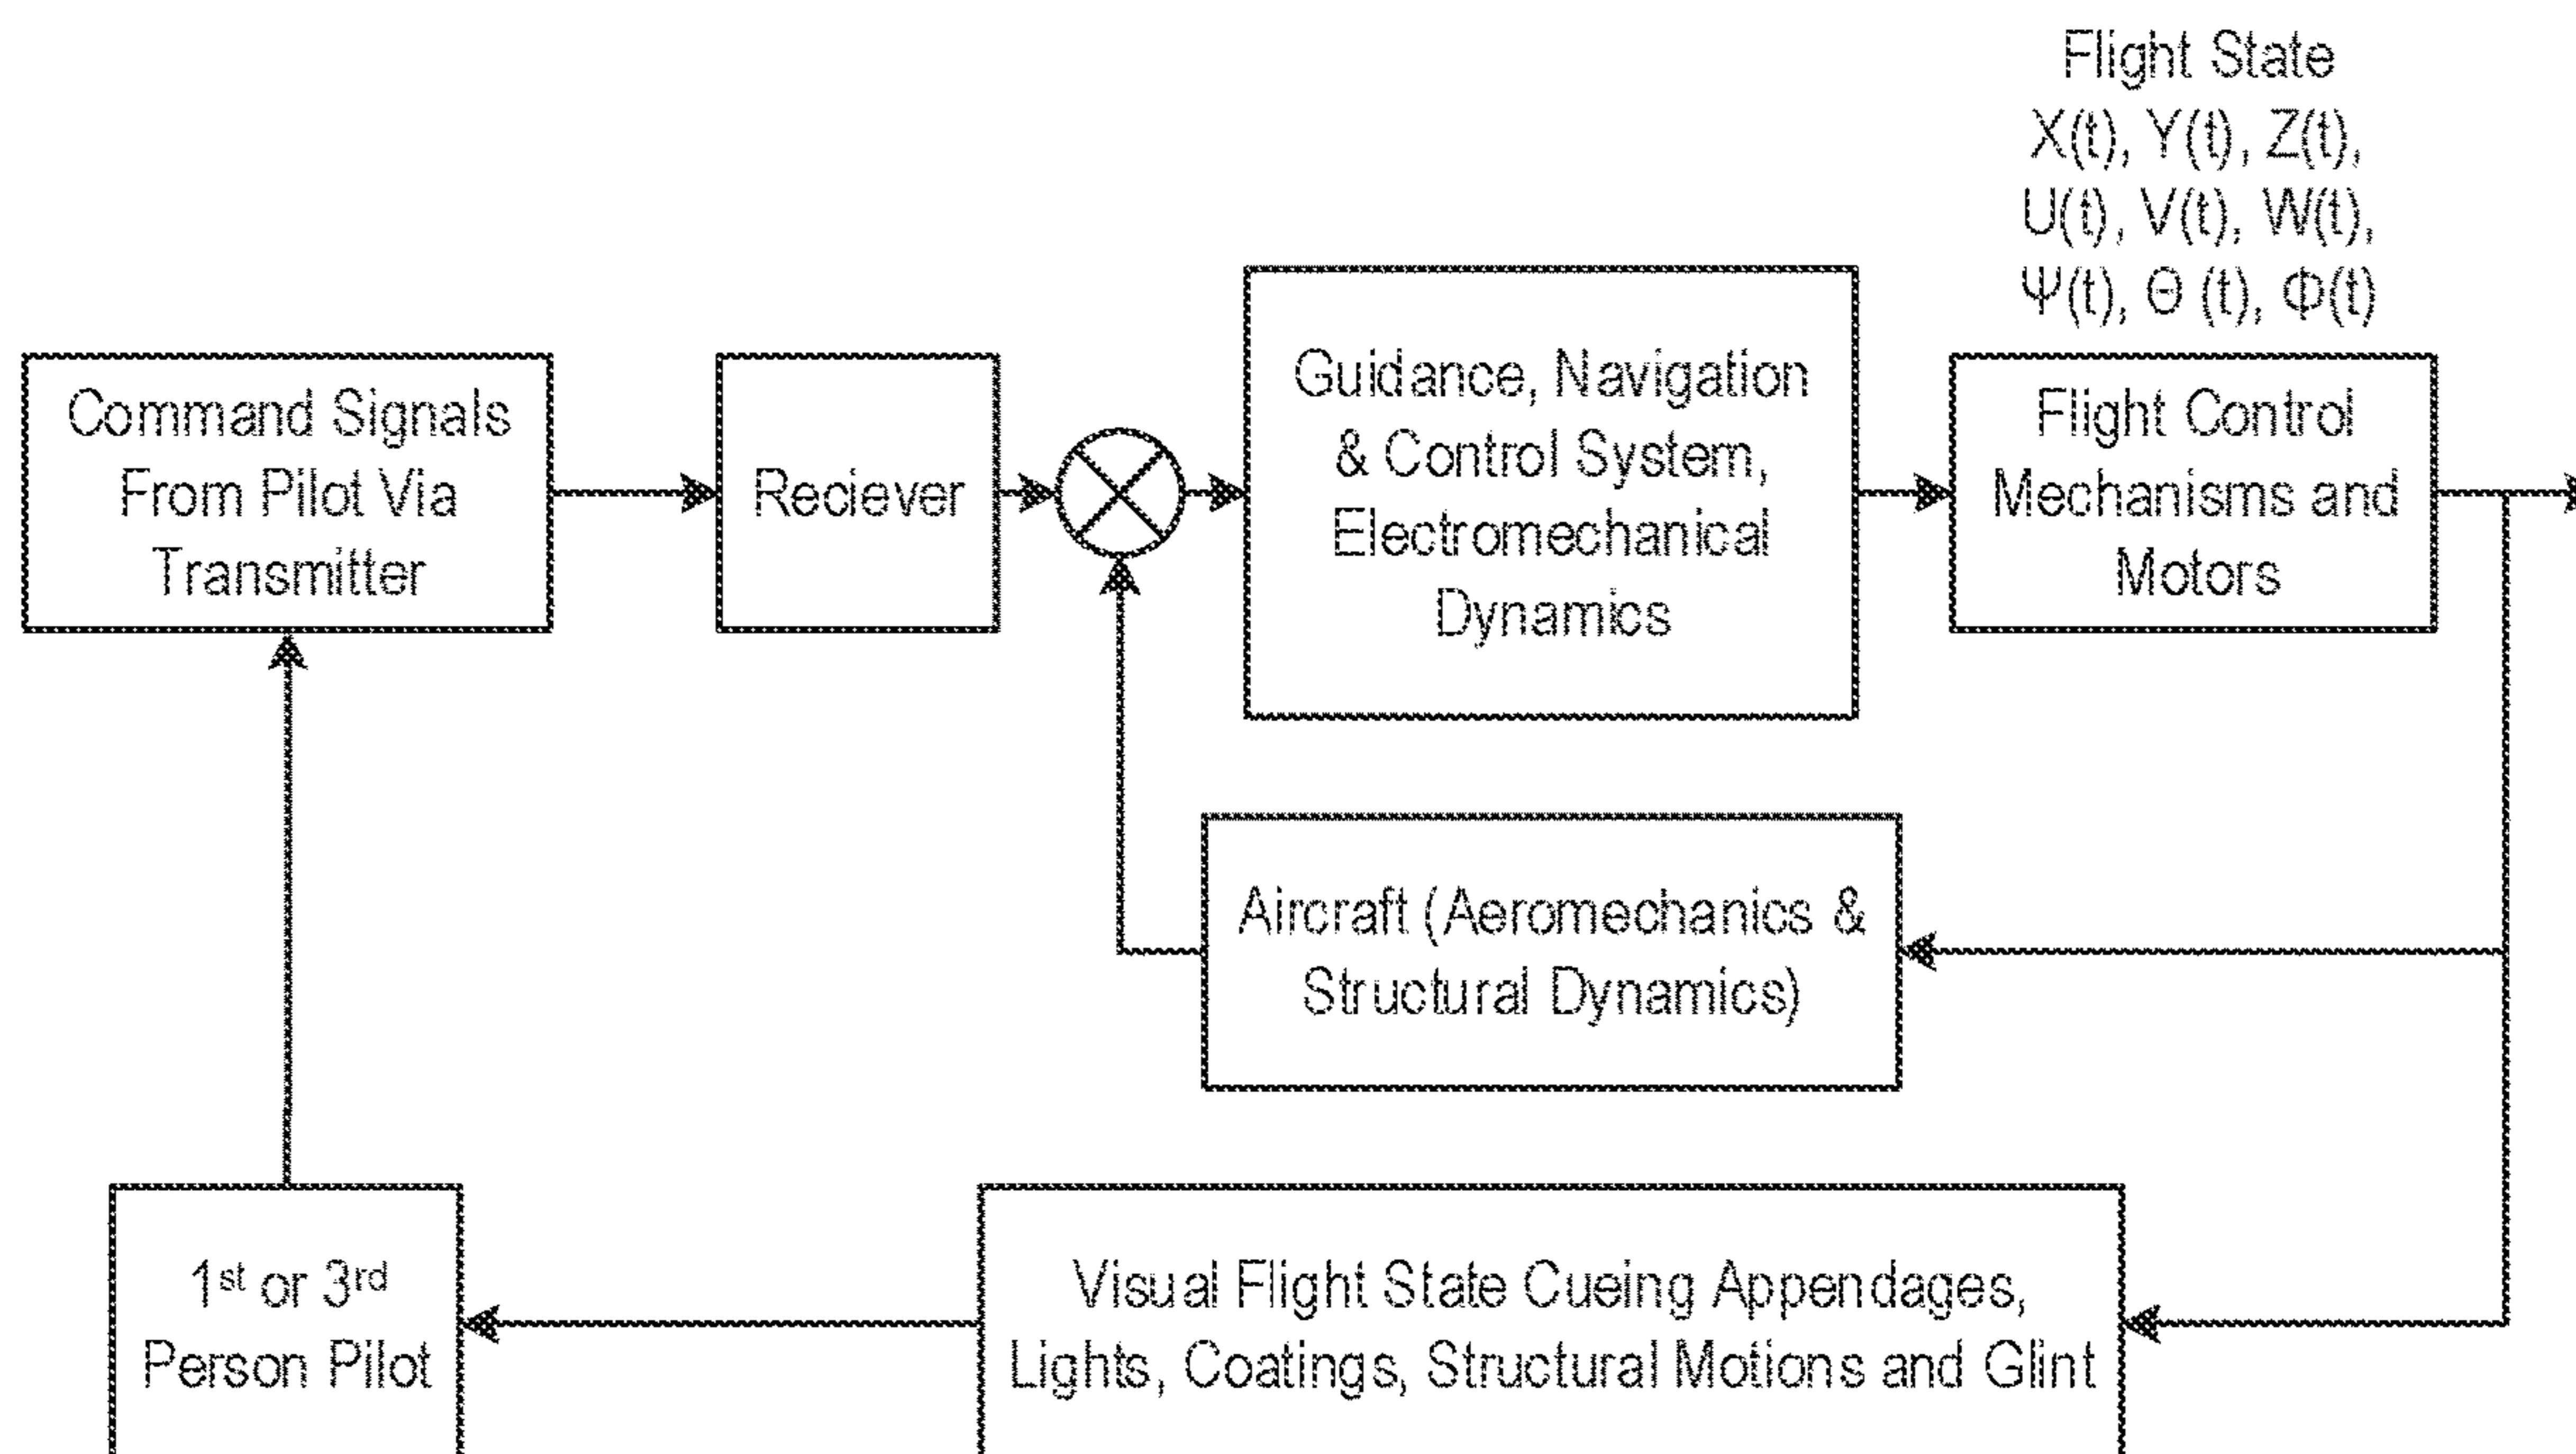 Flight State
X(t), Y(t), Z(t),
U(t), V(t), W(t),
Ψ(t), Θ (t), Φ(t)
Command Signals
From Pilot Via
Transmitter
Reciever
Guidance, Navigation
& Control System,
Electromechanical
Dynamics
Flight Control
Mechanisms and
Motors
Aircraft (Aeromechanics &
Structural Dynamics)
1st or 3rd
Person Pilot
Visual Flight State Cueing Appendages,
Lights, Coatings, Structural Motions and Glint